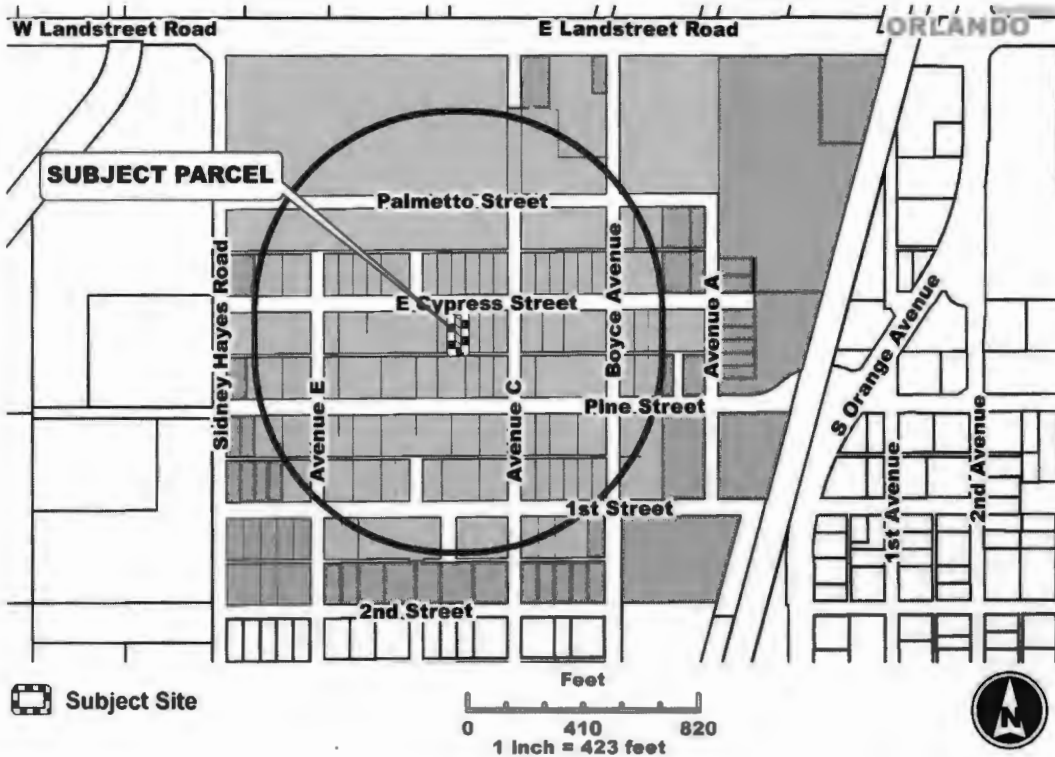 W Landstreet Road
E Landstreet Road
ORLANDO
SUBJECT PARCEL
Palmetto Street
Sidney Hayes Road
E Cypress Street
Boyce Avenue
Avenue A
S Orange Avenue
Avenue E
Avenue C
Pine Street
1st Street
1st Avenue
2nd Avenue
2nd Street
Subject Site
Feet
0 410 820
1 inch = 423 feet
N